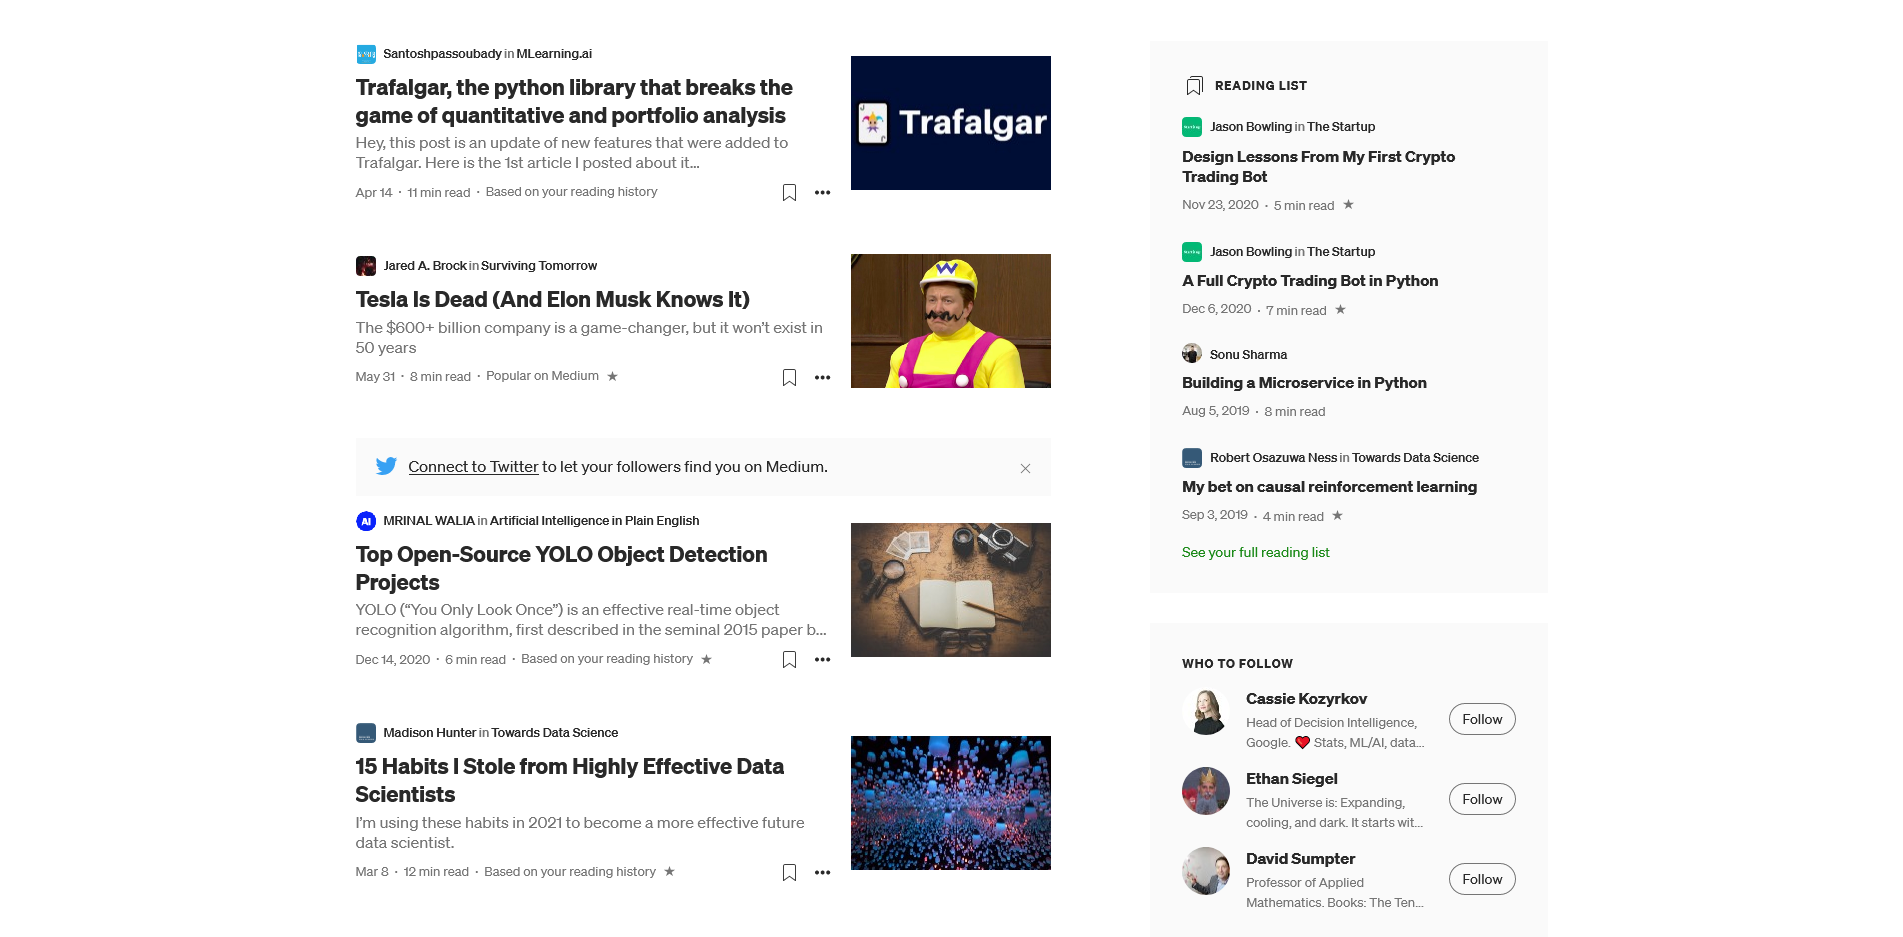 Santoshpassoubady in MLearning.ai
Trafalgar, the python library that breaks the
game of quantitative and portfolio analysis
Hey, this post is an update of new features that were added to
Trafalgar. Here is the 1st article I posted about it...
Apr 14 · 11 min read · Based on your reading history
Trafalgar
Jared A. Brock in Surviving Tomorrow
Tesla Is Dead (And Elon Musk Knows It)
The $600+ billion company is a game-changer, but it won’t exist in
50 years
May 31 · 8 min read · Popular on Medium ★
W
Connect to Twitter to let your followers find you on Medium.
AI
MRINAL WALIA in Artificial Intelligence in Plain English
Top Open-Source YOLO Object Detection
Projects
YOLO (“You Only Look Once”) is an effective real-time object
recognition algorithm, first described in the seminal 2015 paper b...
Dec 14, 2020 · 6 min read · Based on your reading history ★
Madison Hunter in Towards Data Science
15 Habits I Stole from Highly Effective Data
Scientists
I’m using these habits in 2021 to become a more effective future
data scientist.
Mar 8 · 12 min read · Based on your reading history ★
READING LIST
Jason Bowling in The Startup
Design Lessons From My First Crypto
Trading Bot
Nov 23, 2020 · 5 min read ★
Jason Bowling in The Startup
A Full Crypto Trading Bot in Python
Dec 6, 2020 · 7 min read ★
Sonu Sharma
Building a Microservice in Python
Aug 5, 2019 · 8 min read
Robert Osazuwa Ness in Towards Data Science
My bet on causal reinforcement learning
Sep 3, 2019 · 4 min read ★
See your full reading list
WHO TO FOLLOW
Cassie Kozyrkov
Head of Decision Intelligence,
Google. ❤️ Stats, ML/AI, data...
Follow
Ethan Siegel
The Universe is: Expanding,
cooling, and dark. It starts wit...
Follow
David Sumpter
Professor of Applied
Mathematics. Books: The Ten...
Follow